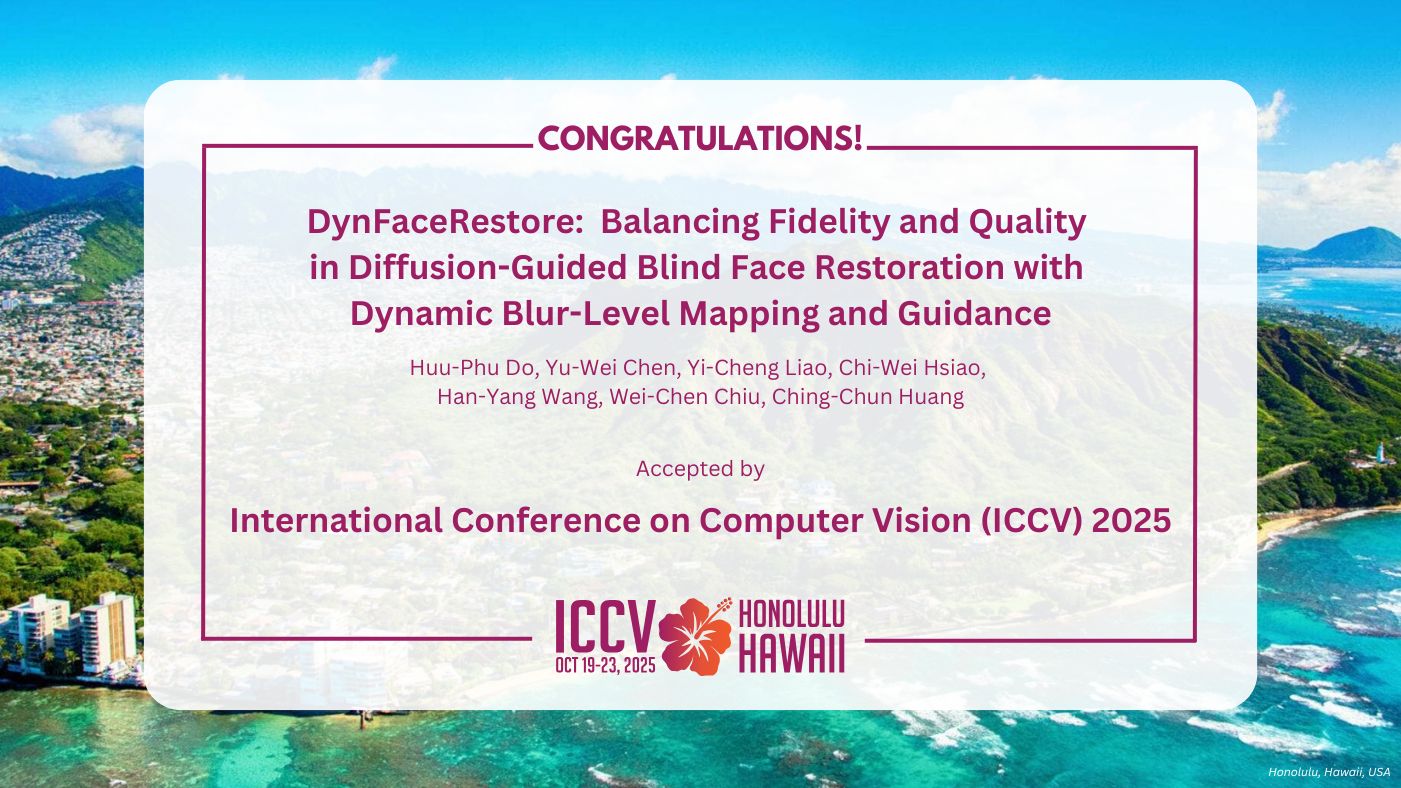 CONGRATULATIONS!
DynFaceRestore: Balancing Fidelity and Quality
in Diffusion-Guided Blind Face Restoration with
Dynamic Blur-Level Mapping and Guidance
Huu-Phu Do, Yu-Wei Chen, Yi-Cheng Liao, Chi-Wei Hsiao,
Han-Yang Wang, Wei-Chen Chiu, Ching-Chun Huang
Accepted by
International Conference on Computer Vision (ICCV) 2025
ICCV
OCT 19-23, 2025
HONOLULU
HAWAII
Honolulu, Hawaii, USA